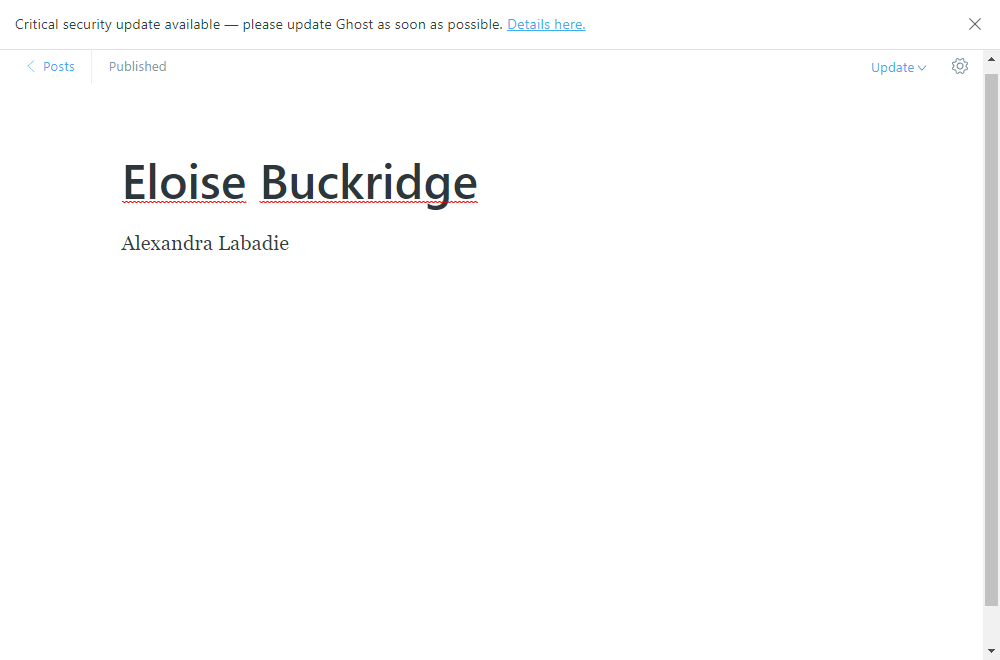 Critical security update available — please update Ghost as soon as possible. Details here.
Posts
Published
Update
Eloise Buckridge
Alexandra Labadie